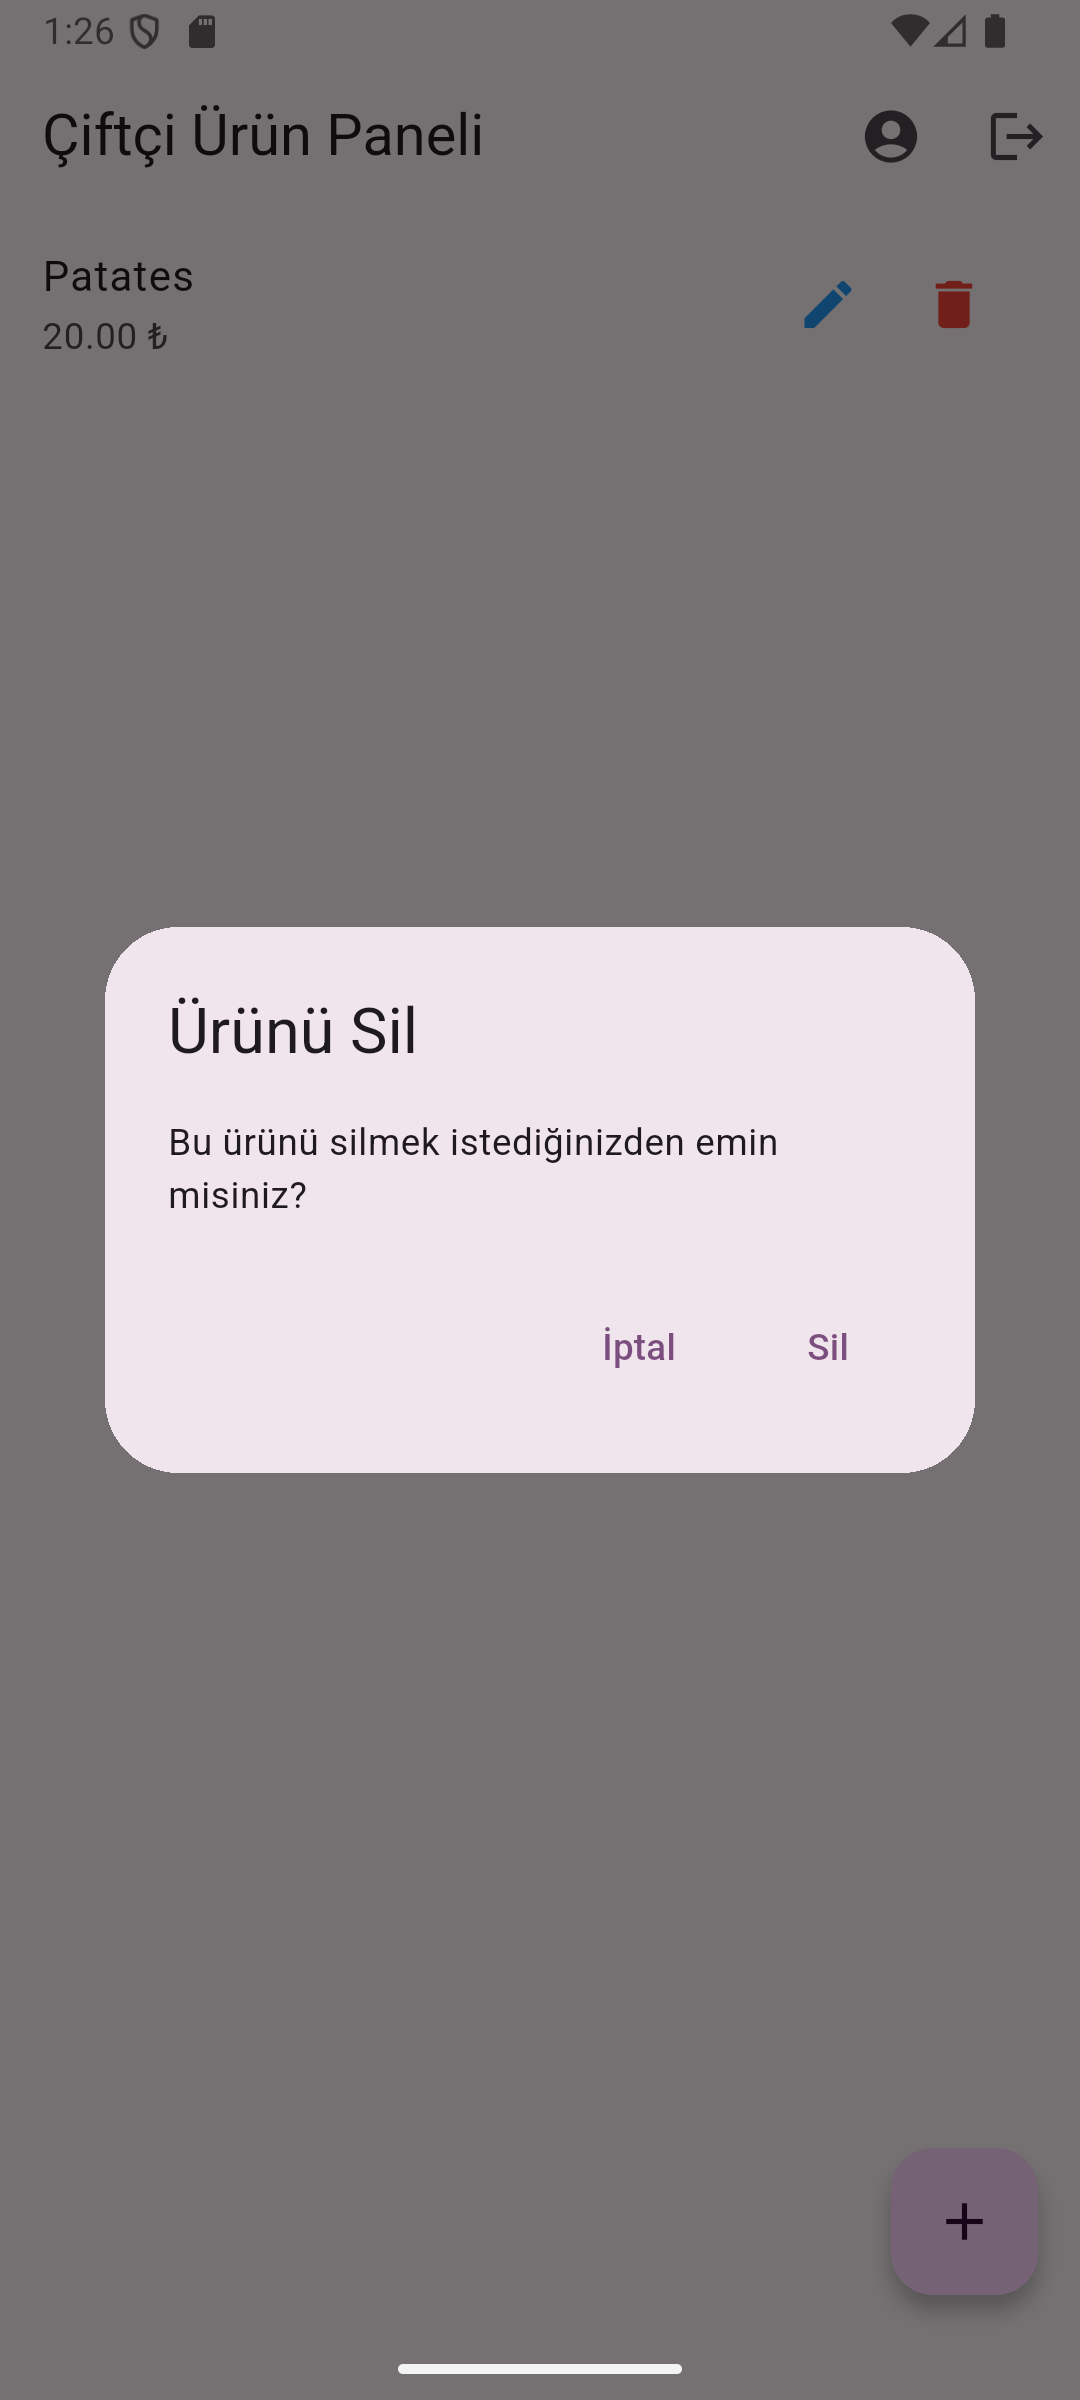 1:26
Çiftçi Ürün Paneli
Patates
20.00 ₺
Ürünü Sil
Bu ürünü silmek istediğinizden emin
misiniz?
İptal Sil